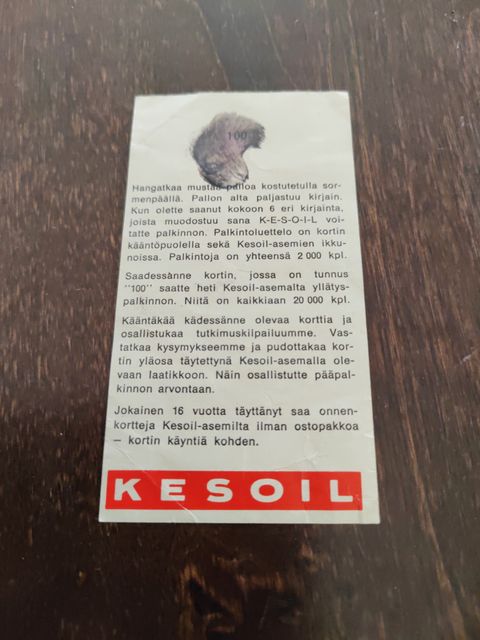 100
Hangatkaa mustaa palloa kostutetulla sor-
menpäällä. Pallon alta paljastuu kirjain.
Kun olette saanut kokoon 6 eri kirjainta,
joista muodostuu sana K-E-S-O-I-L voi-
tatte palkinnon. Palkintoluettelo on kortin
kääntöpuolella sekä Kesoil-asemien ikku-
noissa. Palkintoja on yhteensä 2 000 kpl.
Saadessanne kortin, jossa on tunnus
"100" saatte heti Kesoil-asemalta yllätys-
palkinnon. Niitä on kaikkiaan 20 000 kpl.
Kääntäkää kädessänne olevaa korttia ja
osallistukaa tutkimuskilpailuumme. Vas-
tatkaa kysymykseemme ja pudottakaa kor-
tin yläosa täytettynä Kesoil-asemalla ole-
vaan laatikkoon. Näin osallistutte pääpal-
kinnon arvontaan.
Jokainen 16 vuotta täyttänyt saa onnen-
kortteja Kesoil-asemilta ilman ostopakkoa
— kortin käyntiä kohden.
KESOIL